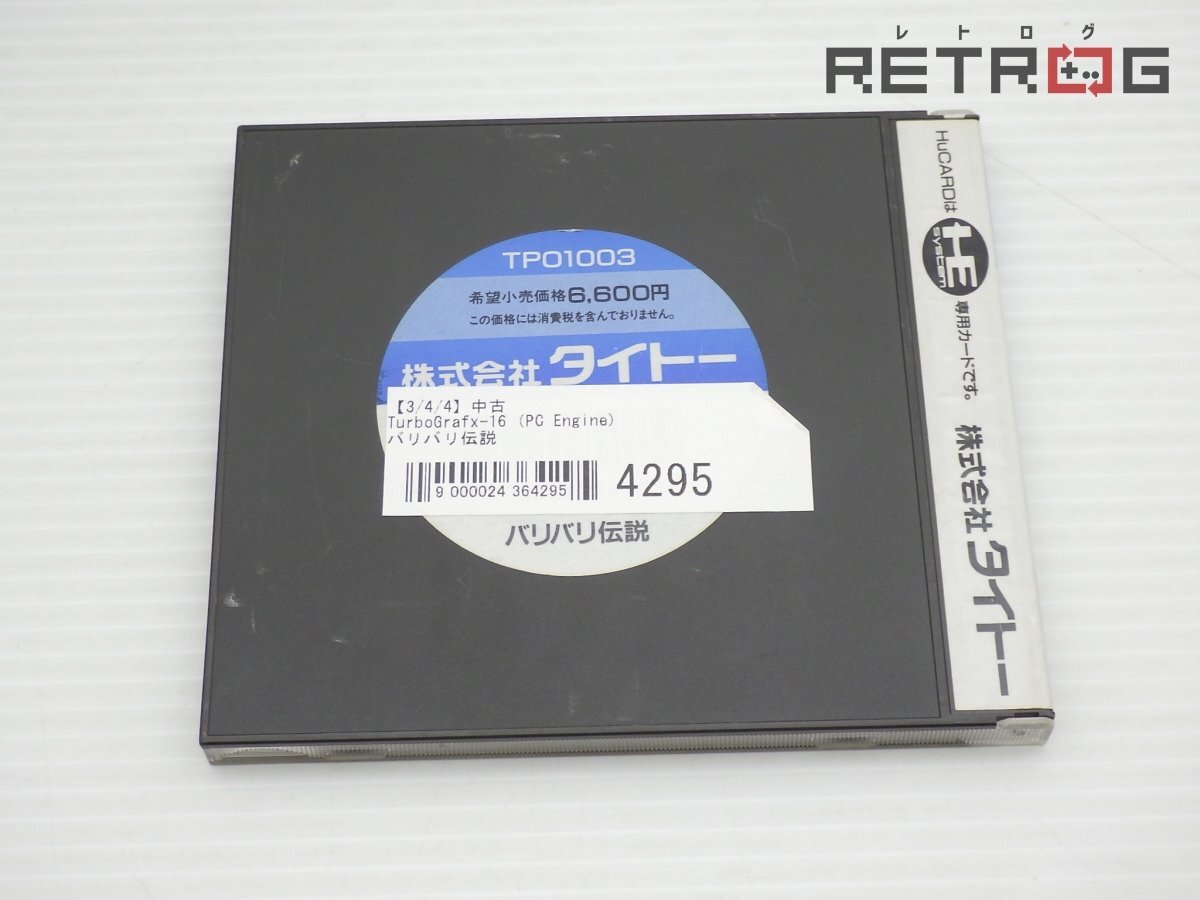 レトログ
RETROG
TP01003
希望小売価格6,600円
この価格には消費税を含んでおりません。
株式会社タイトー
【3/4/4】中古
TurboGrafx-16 (PC Engine)
バリバリ伝説
9 000024 364295
4295
バリバリ伝説
HuCARDは
HE
system
専用カードです。
株式会社タイトー